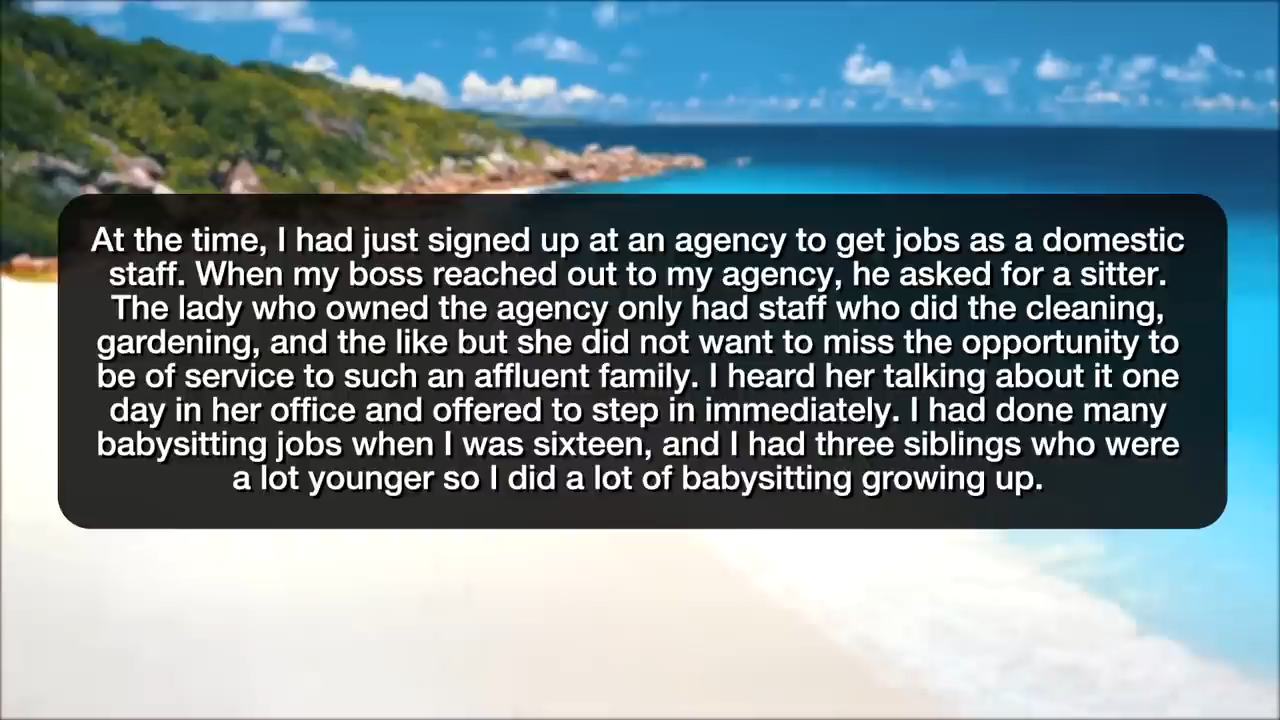 At the time, I had just signed up at an agency to get jobs as a domestic
staff. When my boss reached out to my agency, he asked for a sitter.
The lady who owned the agency only had staff who did the cleaning,
gardening, and the like but she did not want to miss the opportunity to
be of service to such an affluent family. I heard her talking about it one
day in her office and offered to step in immediately. I had done many
babysitting jobs when I was sixteen, and I had three siblings who were
a lot younger so I did a lot of babysitting growing up.